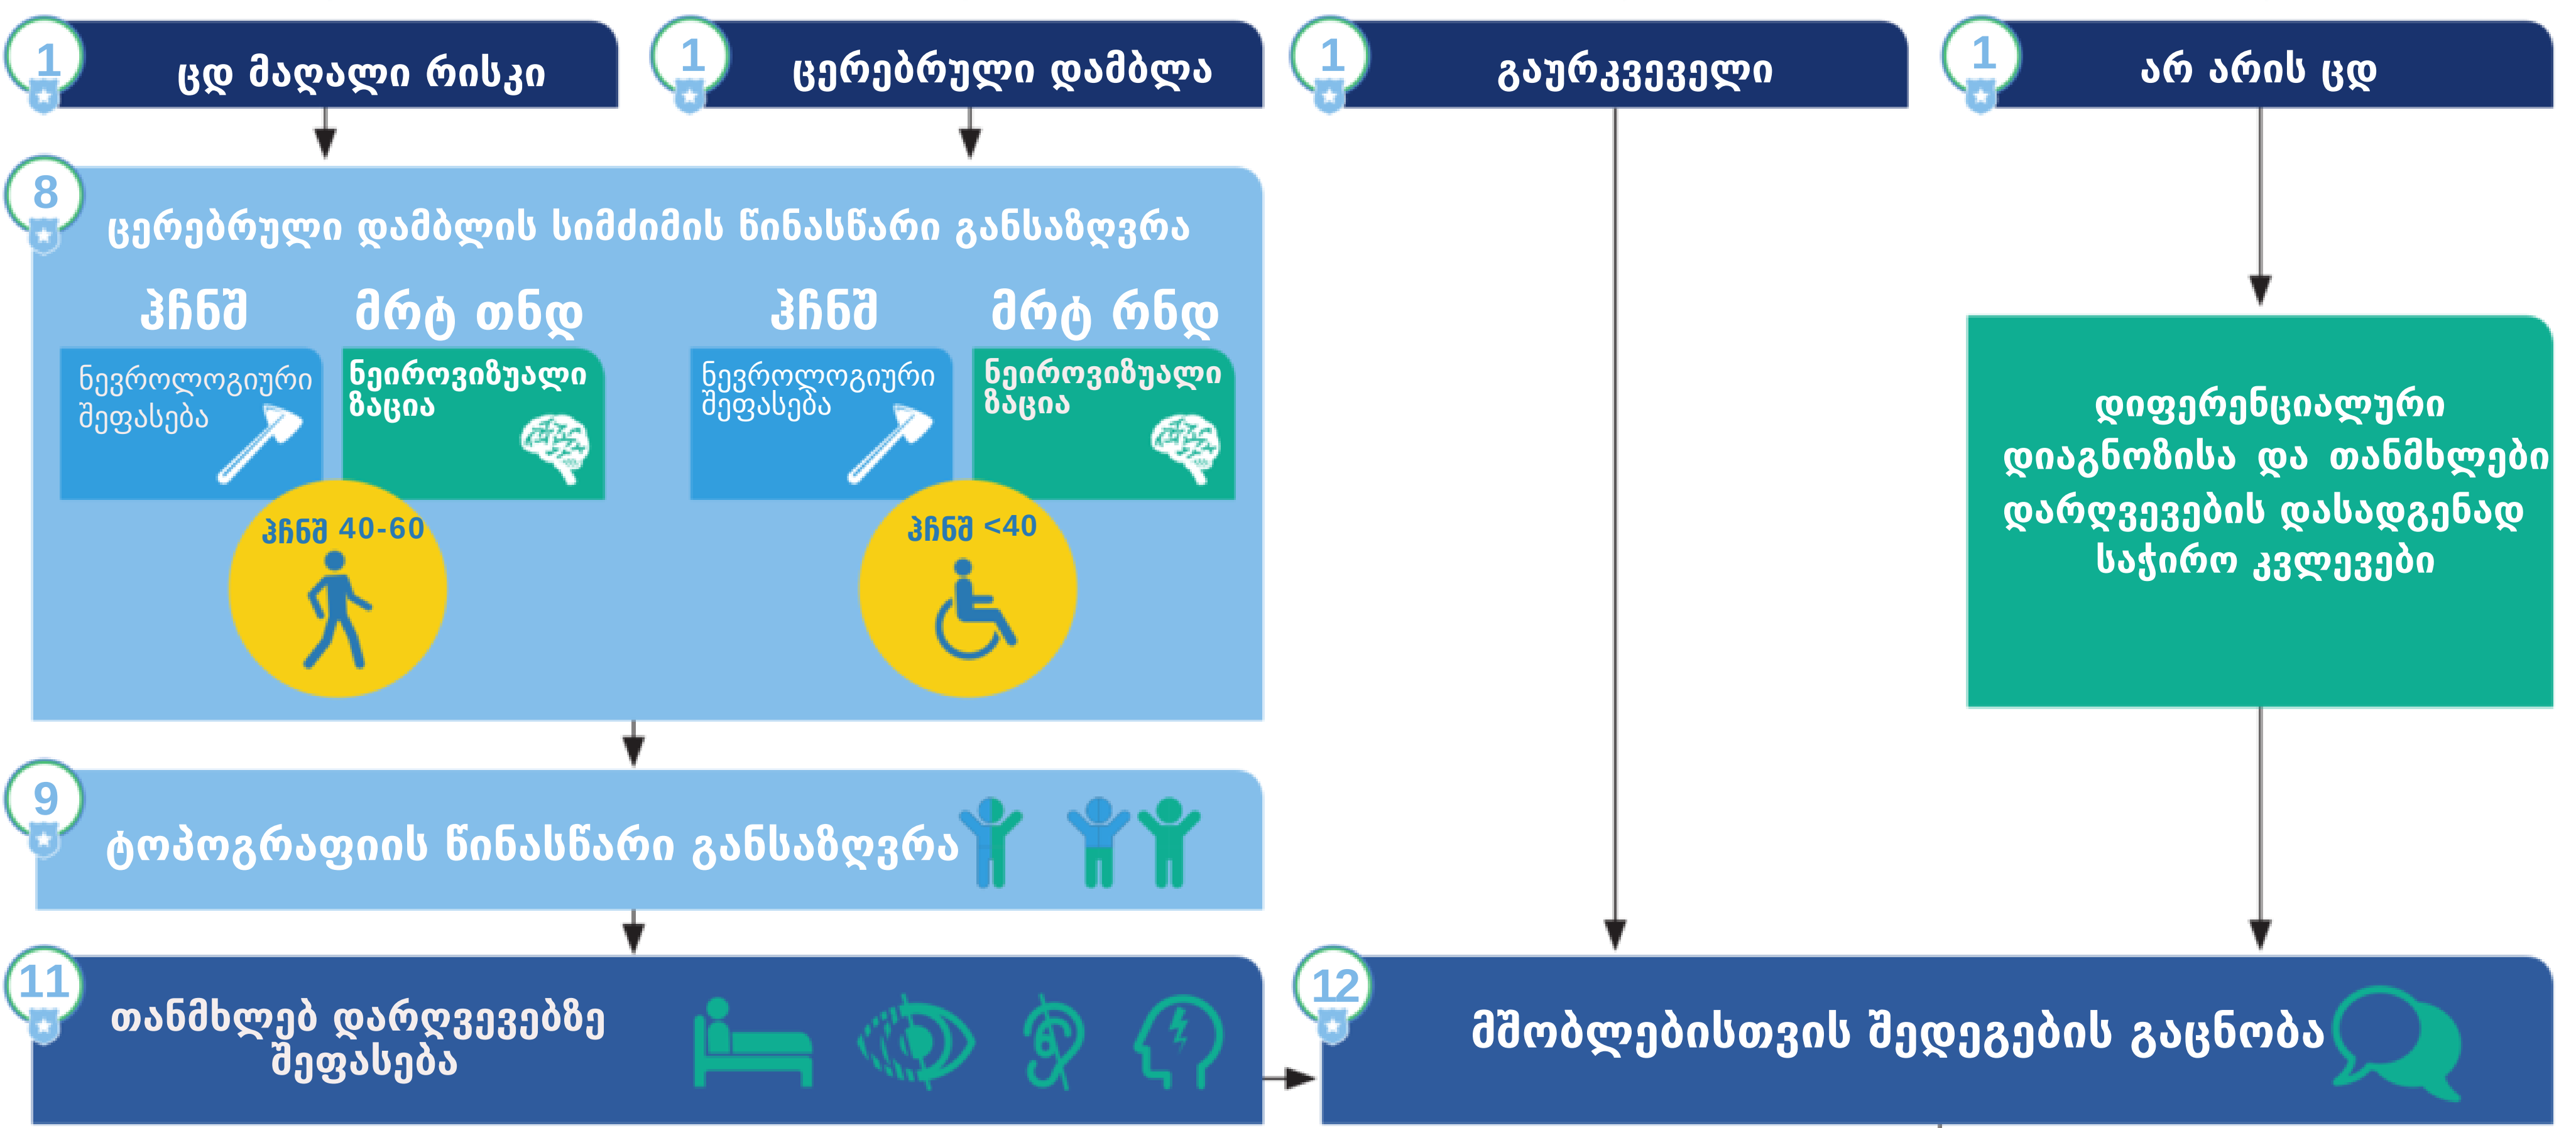 1
ცდ მაღალი რისკი
1
ცერებრული დამბლა
1
გაურკვეველი
1
არ არის ცდ
8
ცერებრული დამბლის სიმძიმის წინასწარი განსაზღვრა
ჰჩნშ
მრტ თნდ
ჰჩნშ
მრტ რნდ
ნევროლოგიური
შეფასება
ნეიროვიზუალი
ზაცია
ნევროლოგიური
შეფასება
ნეიროვიზუალი
ზაცია
ჰჩნშ 40-60
ჰჩნშ <40
დიფერენციალური
დიაგნოზისა და თანმხლები
დარღვევების დასადგენად
საჭირო კვლევები
9
ტოპოგრაფიის წინასწარი განსაზღვრა
11
თანმხლებ დარღვევებზე
შეფასება
12
მშობლებისთვის შედეგების გაცნობა